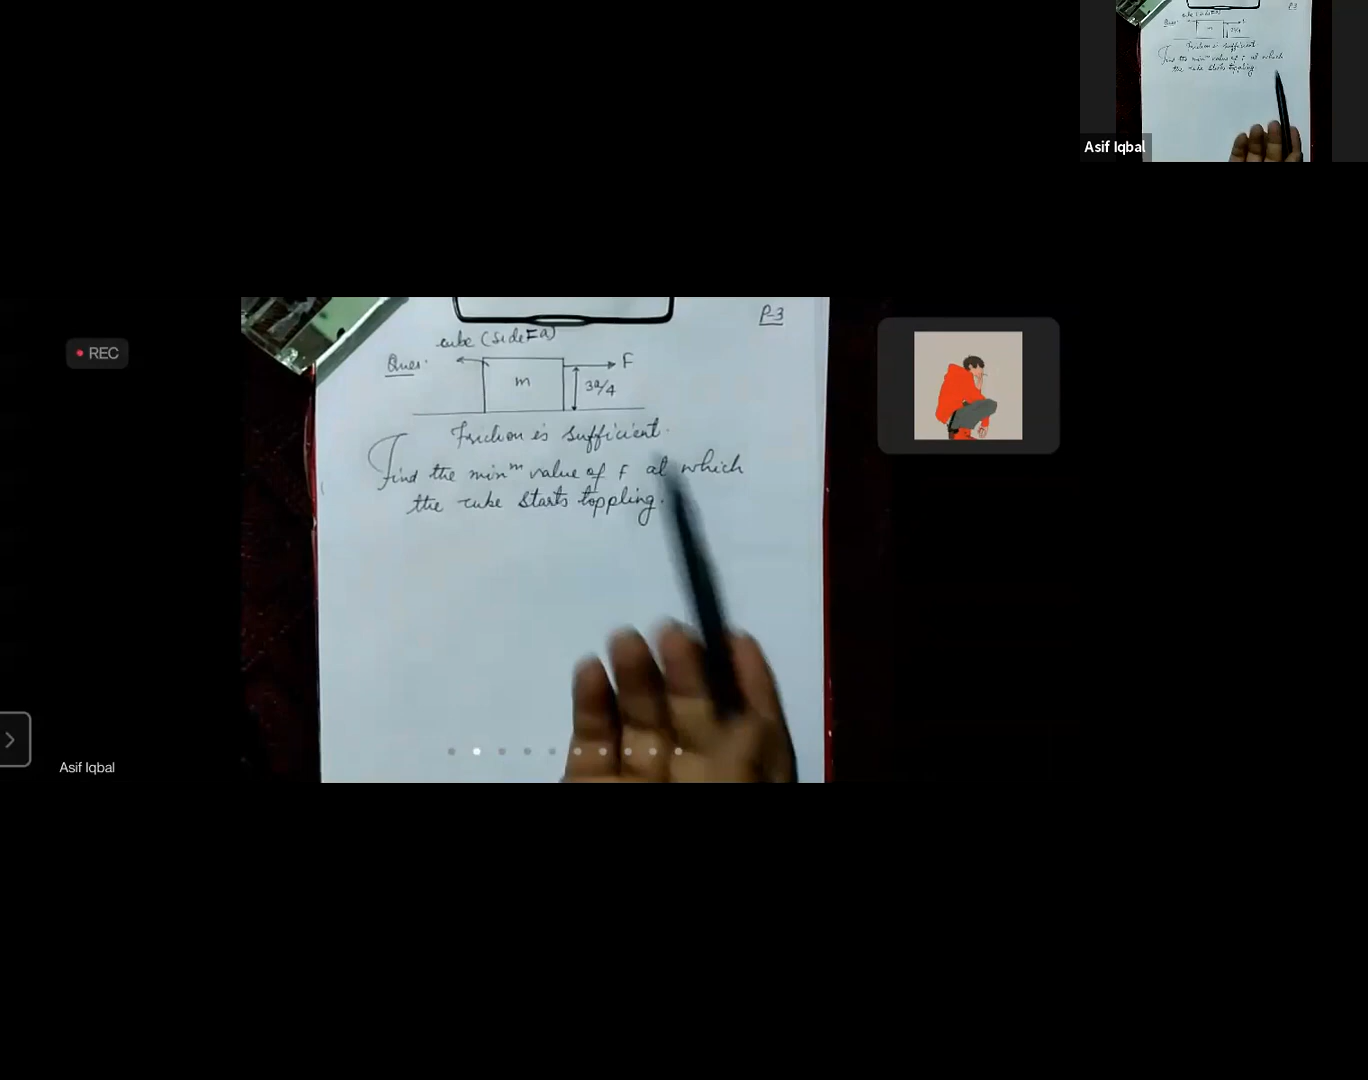 Asif Iqbal
REC
P-3
cube (side=a)
Ques.
F
m
3a/4
Friction is sufficient.
Find the minᵐ value of F at which
the cube starts toppling.
Asif Iqbal